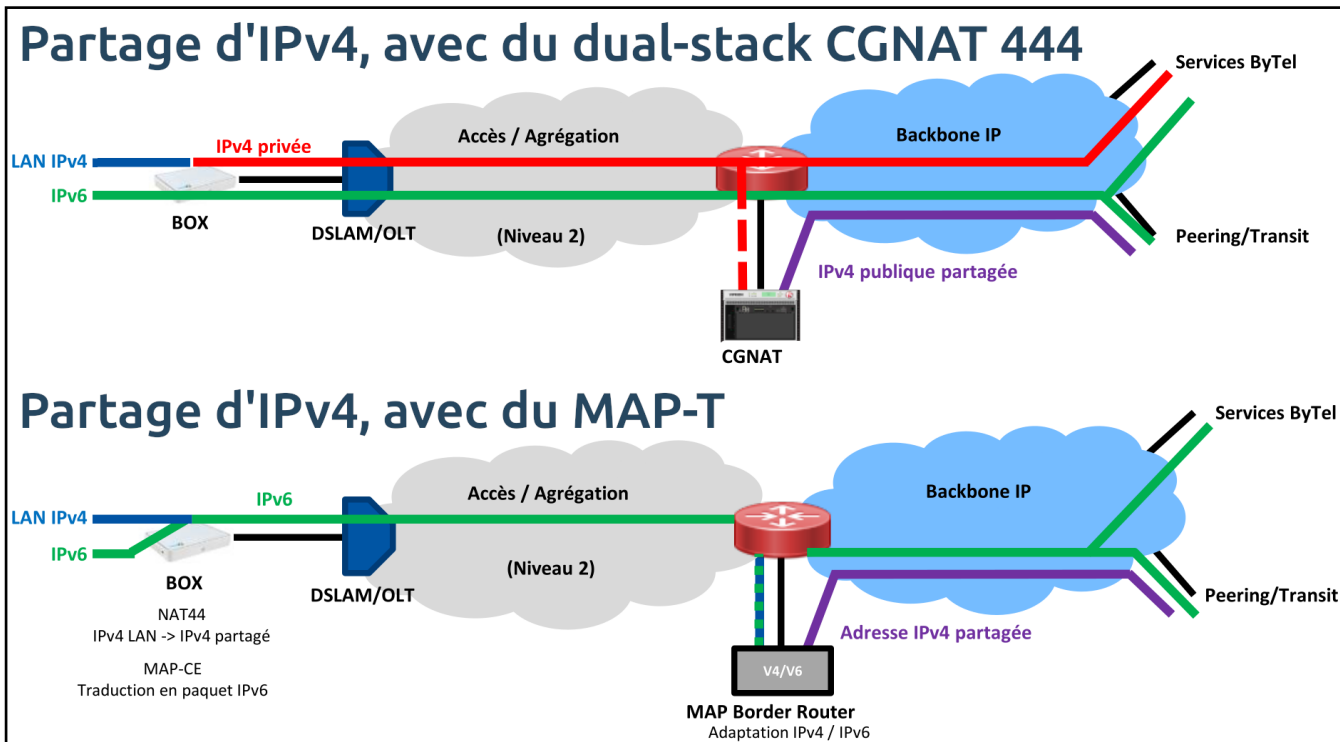 Partage d'IPv4, avec du dual-stack CGNAT 444
Services ByTel
Accès / Agrégation
Backbone IP
LAN IPv4
IPv4 privée
IPv6
BOX
DSLAM/OLT
(Niveau 2)
Peering/Transit
IPv4 publique partagée
CGNAT
Partage d'IPv4, avec du MAP-T
Services ByTel
IPv6
Accès / Agrégation
Backbone IP
LAN IPv4
IPv6
BOX
DSLAM/OLT
(Niveau 2)
Peering/Transit
NAT44
IPv4 LAN -> IPv4 partagé
Adresse IPv4 partagée
MAP-CE
Traduction en paquet IPv6
V4/V6
MAP Border Router
Adaptation IPv4 / IPv6